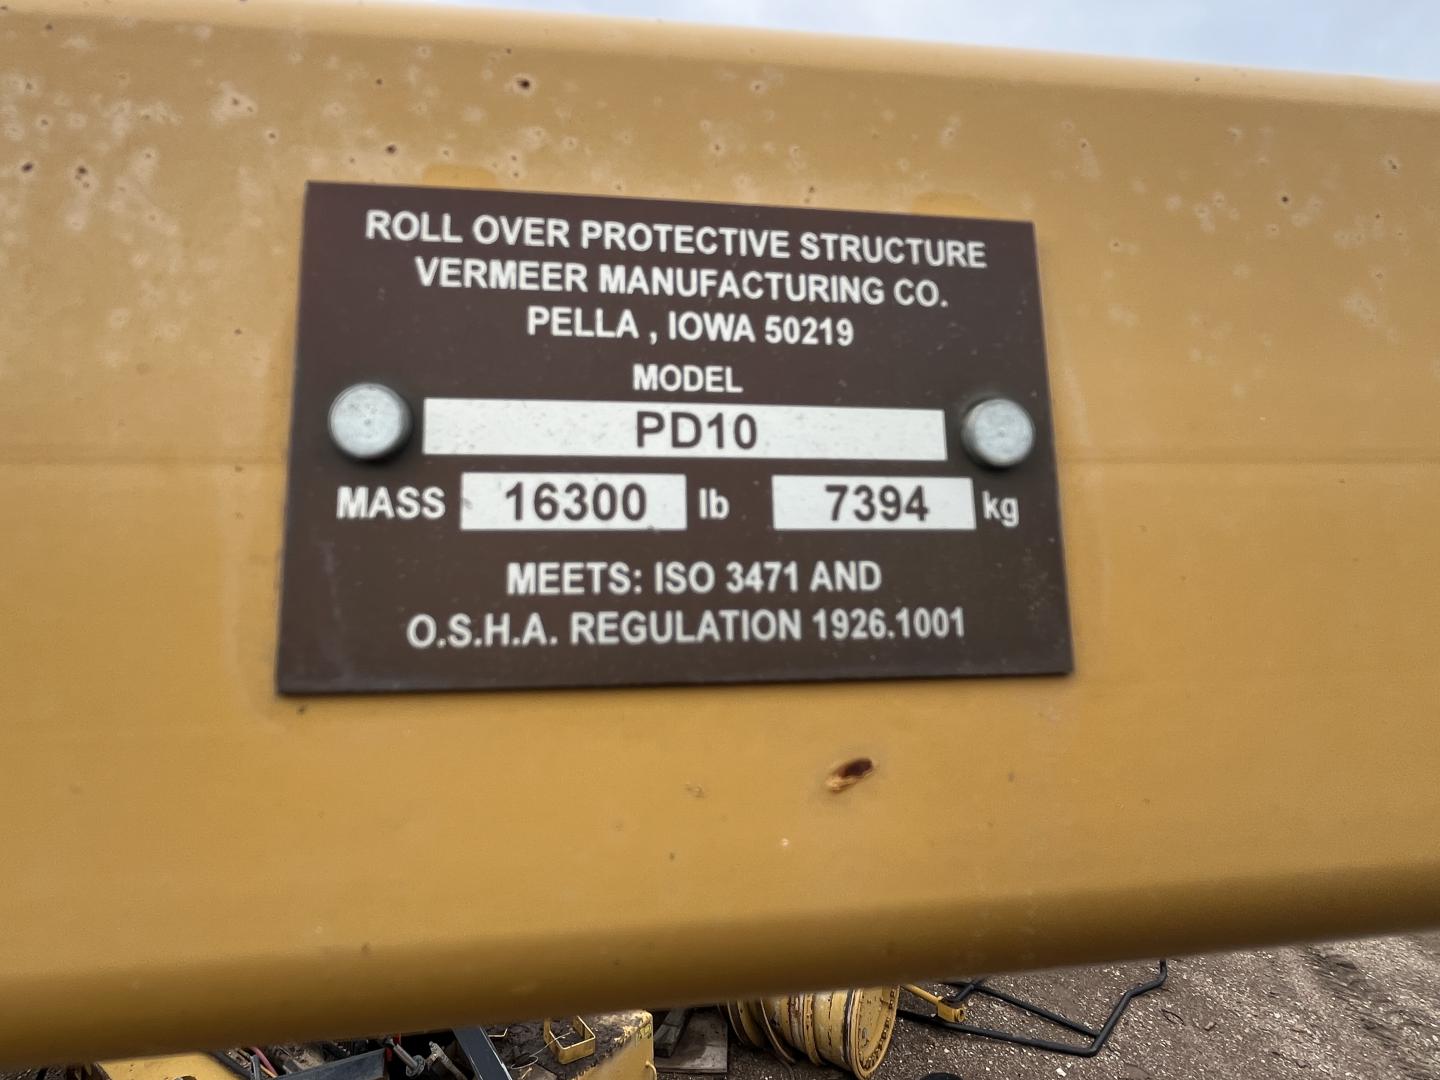 ROLL OVER PROTECTIVE STRUCTURE
VERMEER MANUFACTURING CO.
PELLA , IOWA 50219
MODEL
PD10
MASS 16300 lb 7394 kg
MEETS: ISO 3471 AND
O.S.H.A. REGULATION 1926.1001